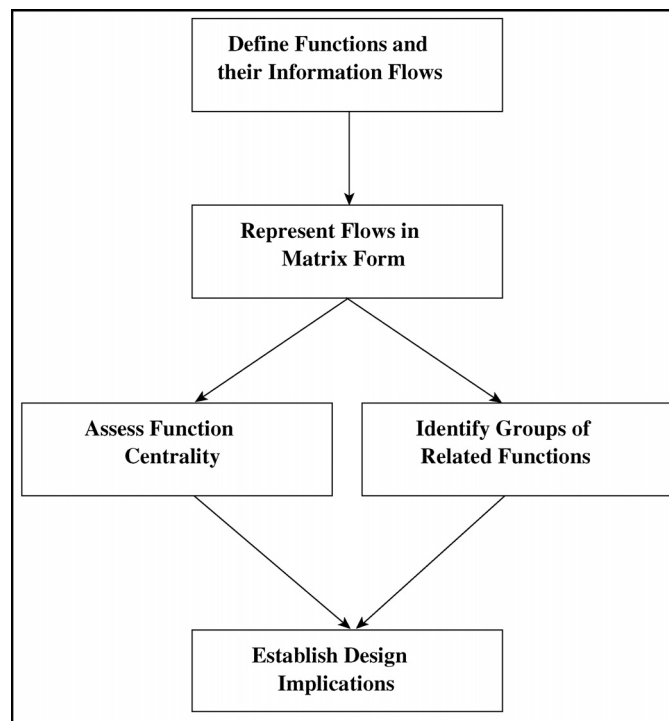 Define Functions and
their Information Flows
Represent Flows in
Matrix Form
Assess Function
Centrality
Identify Groups of
Related Functions
Establish Design
Implications